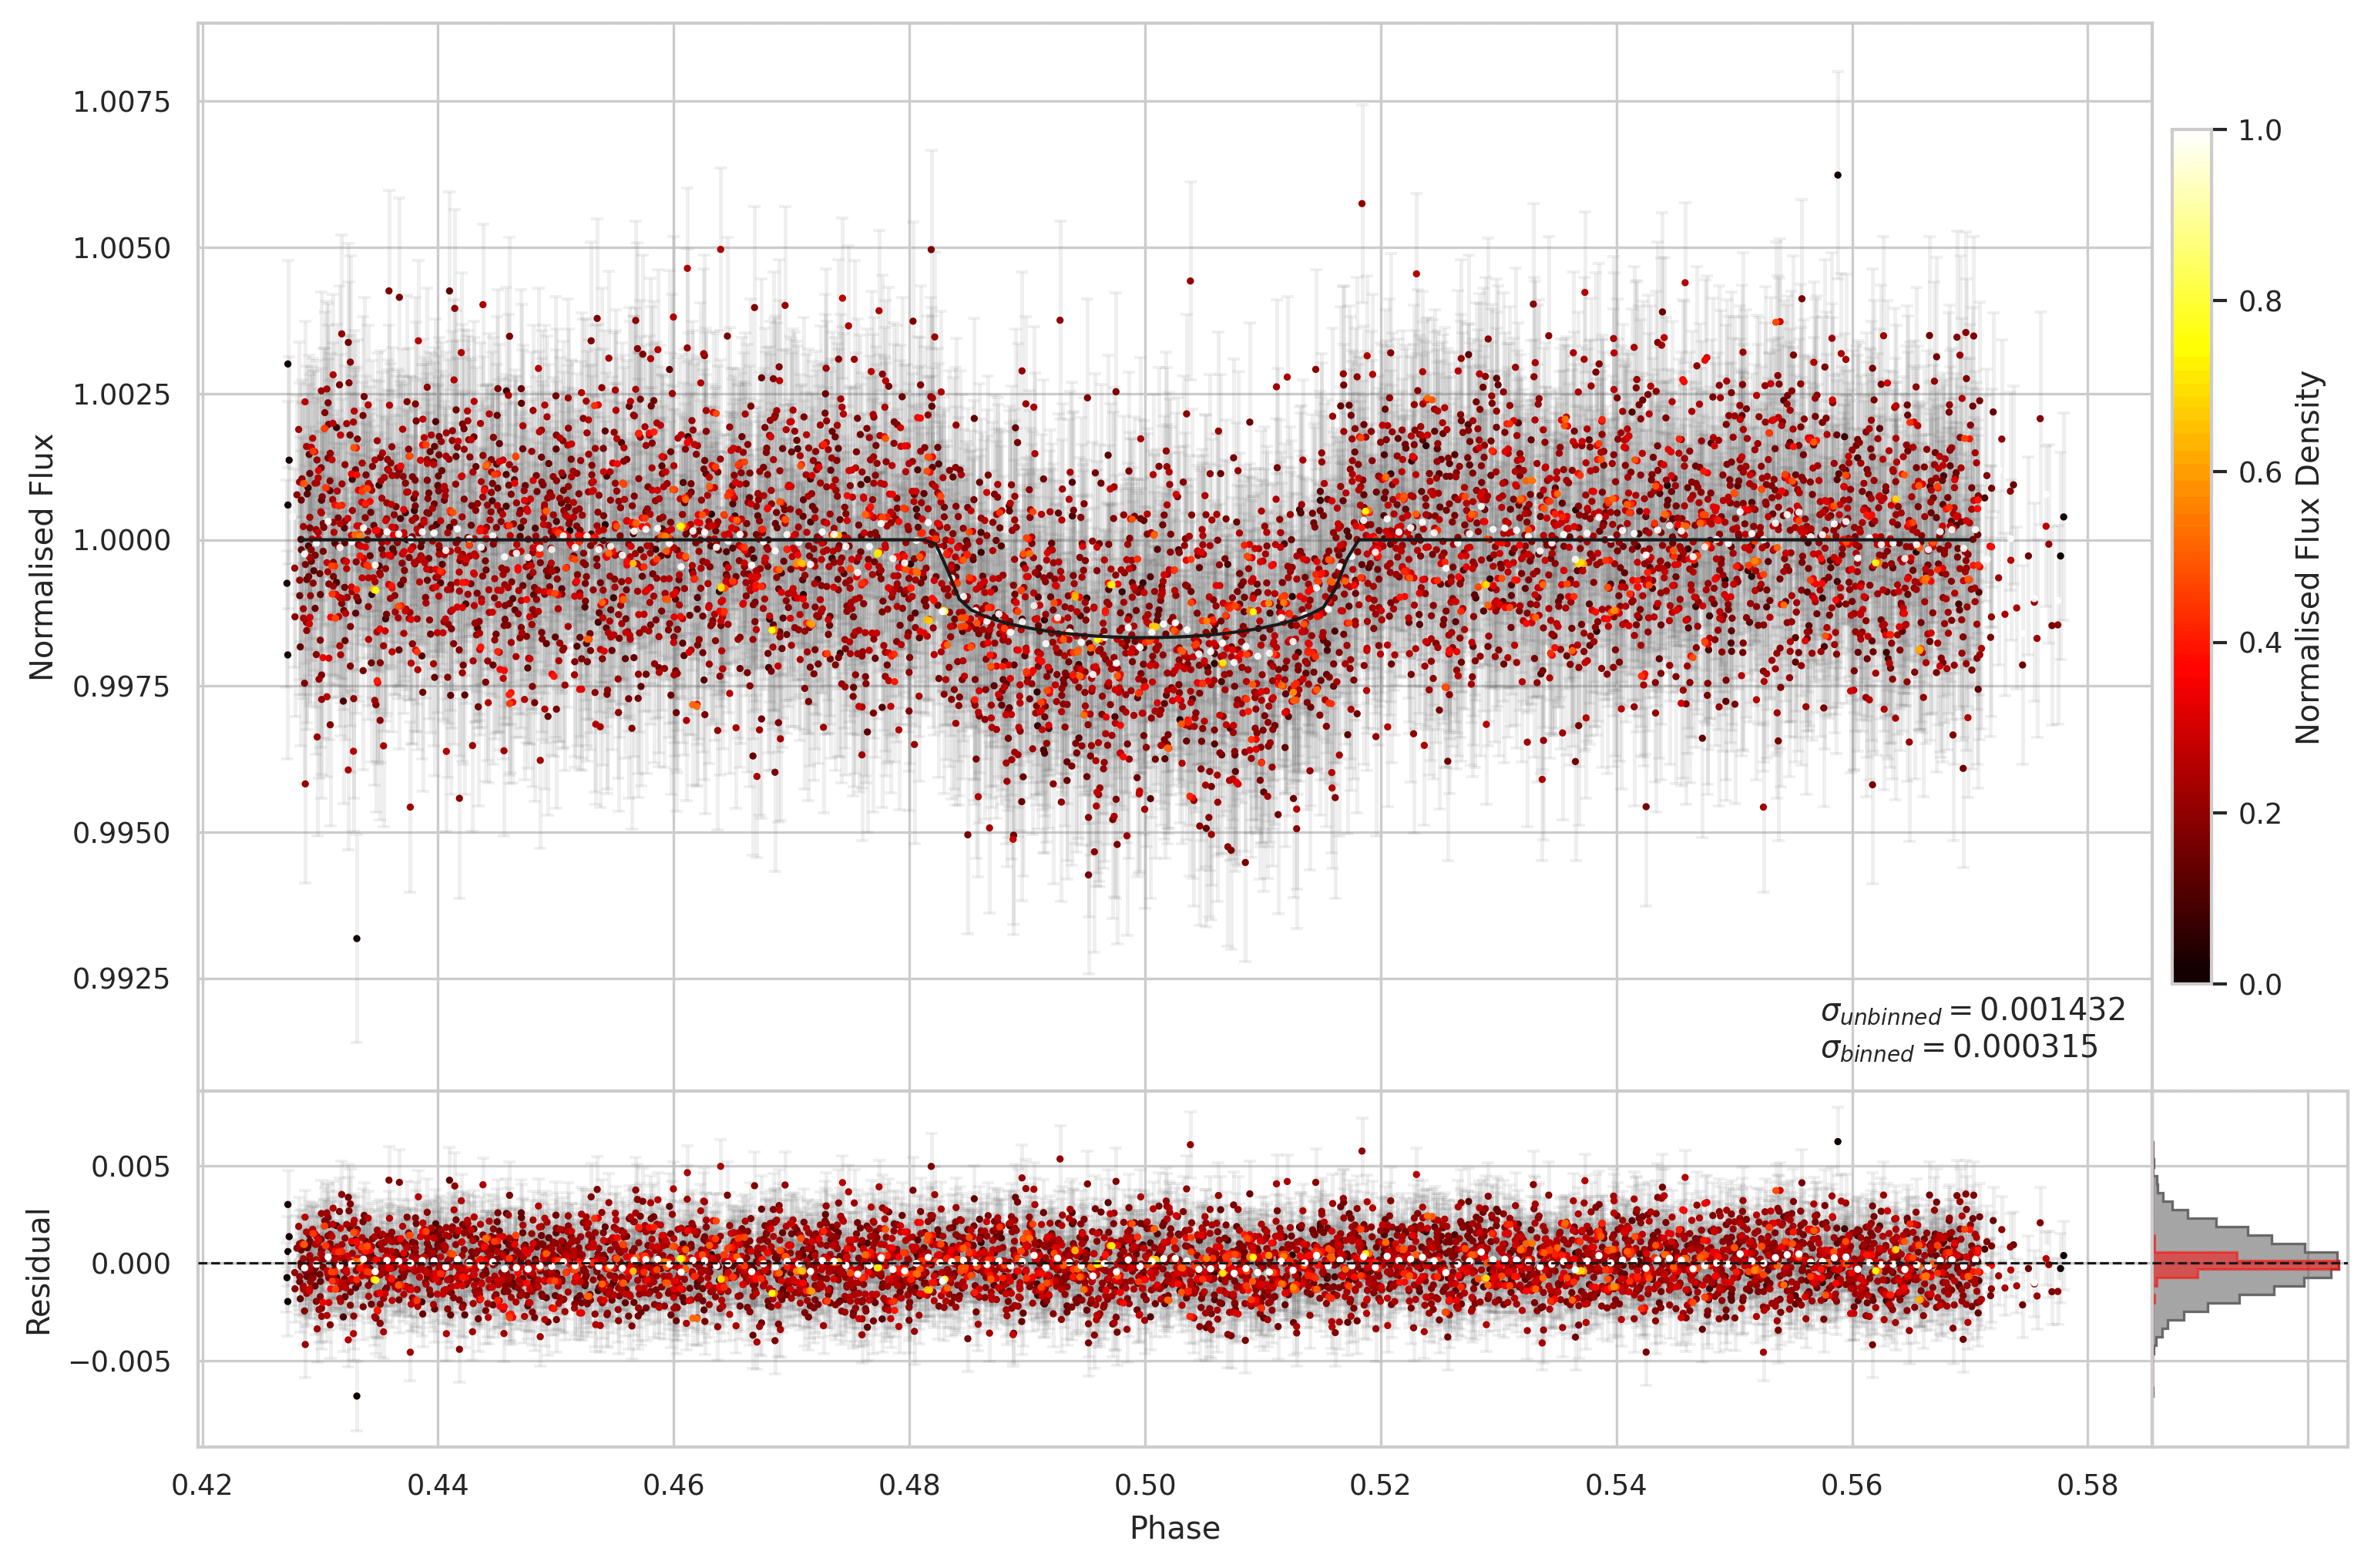 1.0075
1.0050
1.0025
1.0000
0.9975
0.9950
0.9925
Normalised Flux
σunbinned = 0.001432
σbinned = 0.000315
1.0
0.8
0.6
0.4
0.2
0.0
Normalised Flux Density
0.005
0.000
−0.005
Residual
0.42 0.44 0.46 0.48 0.50 0.52 0.54 0.56 0.58
Phase